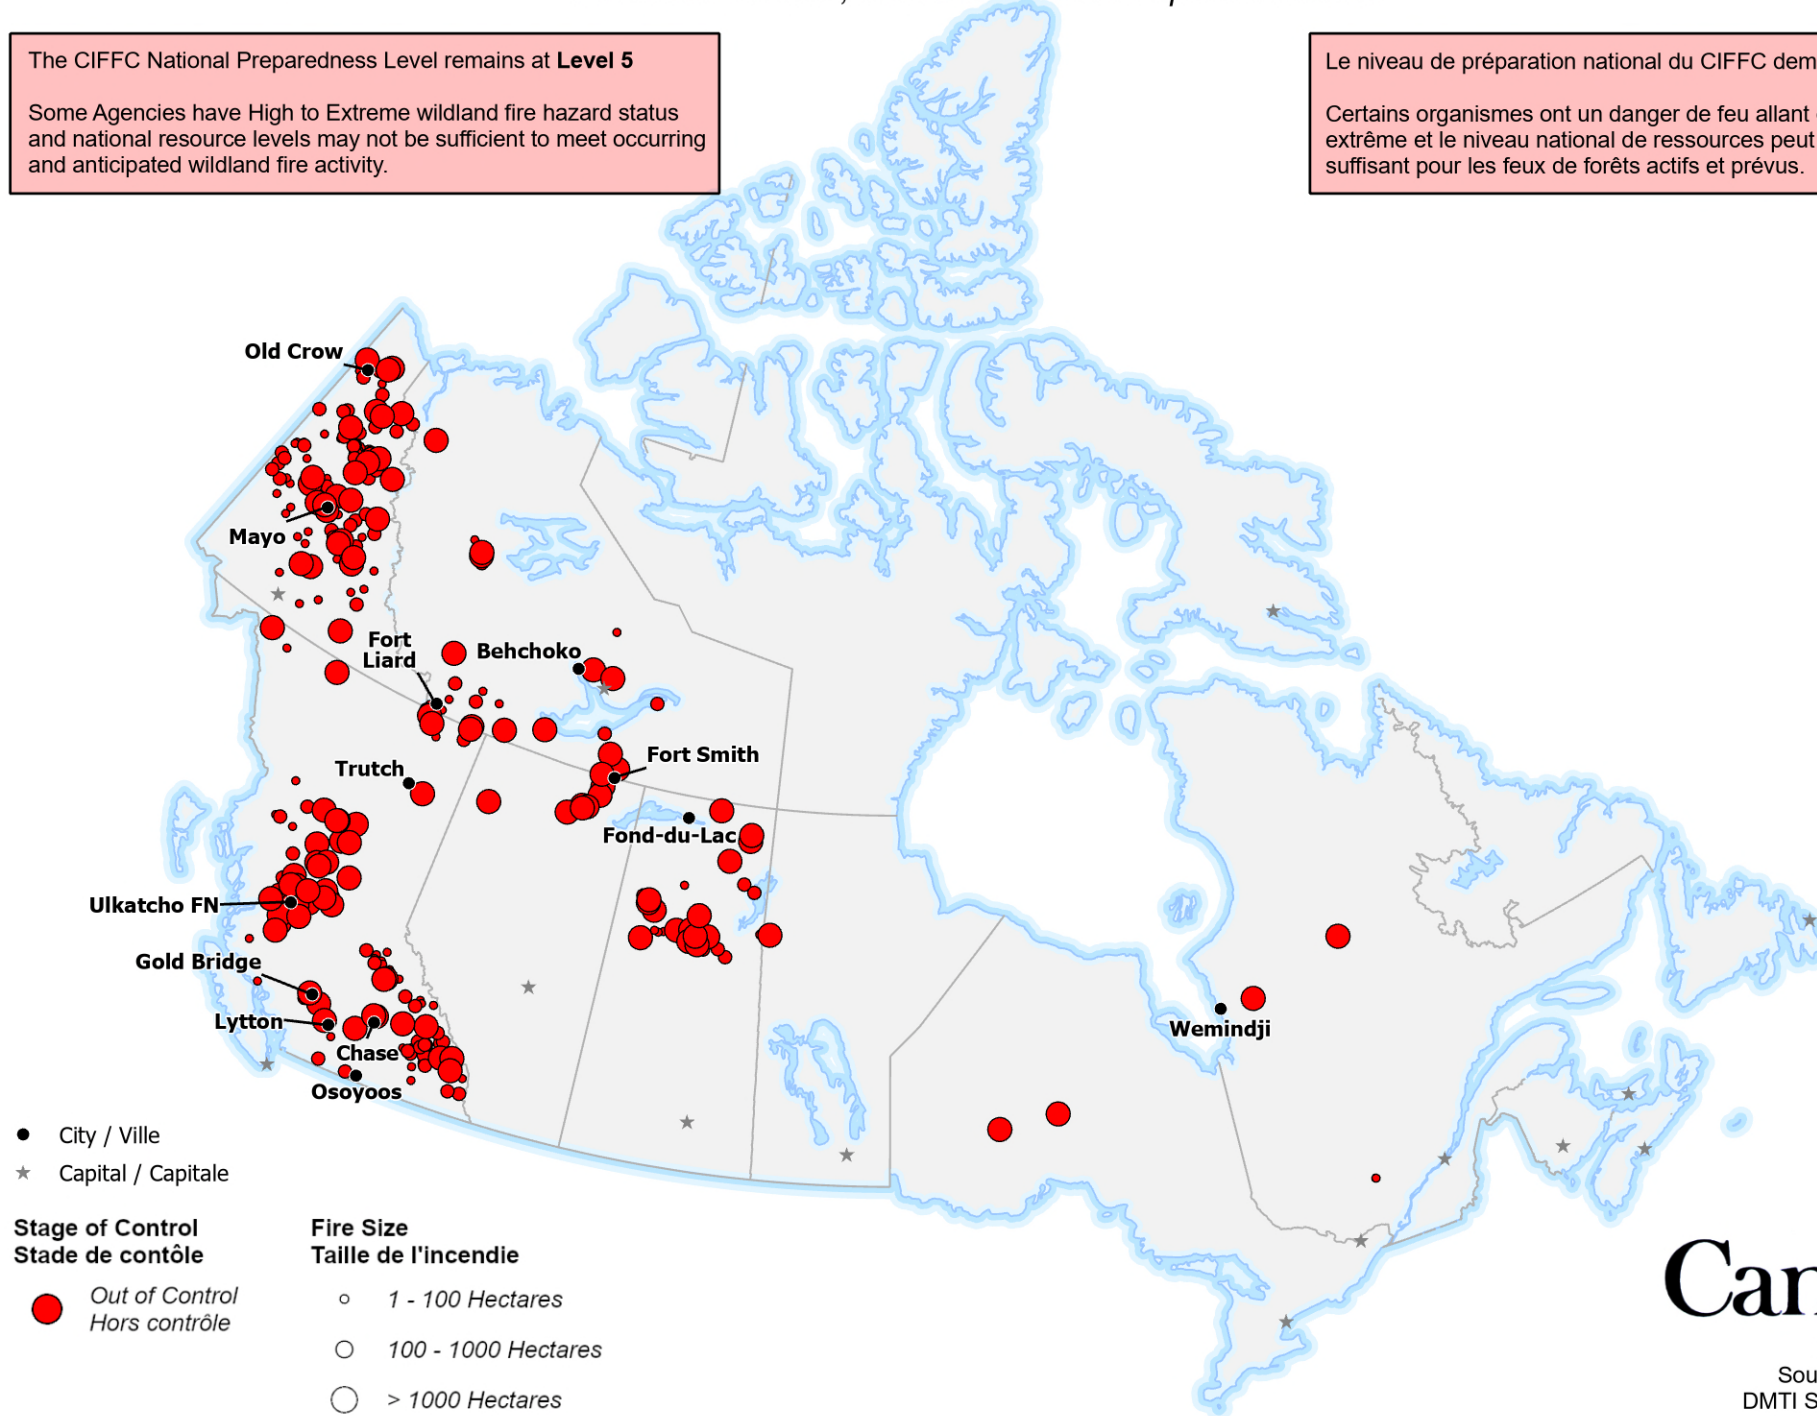 The CIFFC National Preparedness Level remains at Level 5
Some Agencies have High to Extreme wildland fire hazard status
and national resource levels may not be sufficient to meet occurring
and anticipated wildland fire activity.
Le niveau de préparation national du CIFFC dem
Certains organismes ont un danger de feu allant
extrême et le niveau national de ressources peut
suffisant pour les feux de forêts actifs et prévus.
Old Crow
Mayo
Fort
Liard
Behchoko
Trutch
Fort Smith
Fond-du-Lac
Ulkatcho FN
Gold Bridge
Lytton
Chase
Osoyoos
Wemindji
City / Ville
Capital / Capitale
Stage of Control
Stade de contôle
Out of Control
Hors contrôle
Fire Size
Taille de l'incendie
1 - 100 Hectares
100 - 1000 Hectares
> 1000 Hectares
Can
Sou
DMTI S